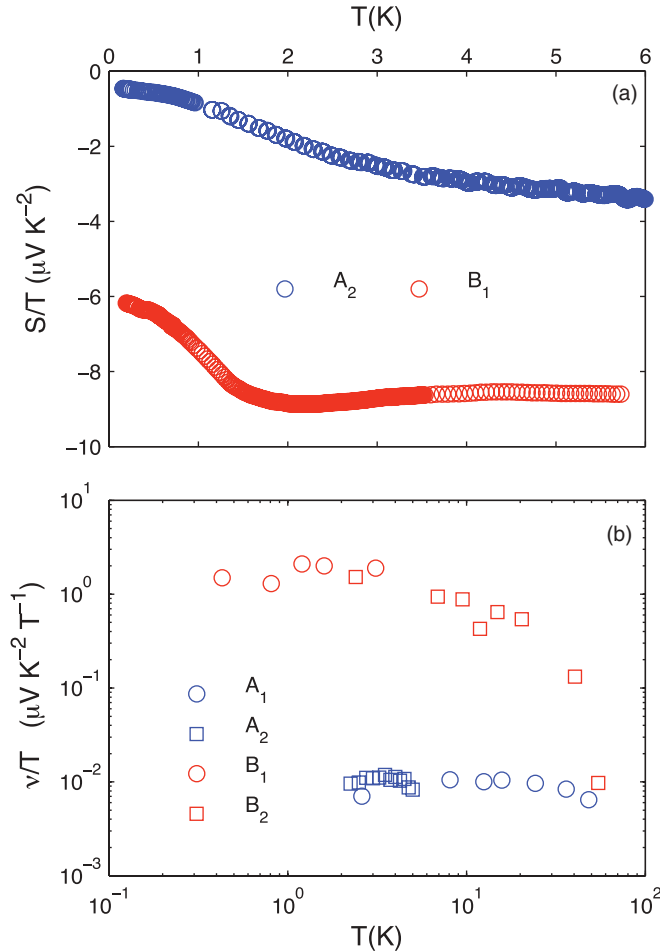 T(K)
0 1 2 3 4 5 6
0
(a)
−2
−4
S/T (μV K⁻²)
A₂ B₁
−6
−8
−10
10¹
(b)
10⁰
ν/T (μV K⁻² T⁻¹)
10⁻¹
A₁
A₂
10⁻²
B₁
B₂
10⁻³
10⁻¹ 10⁰ 10¹ 10²
T(K)